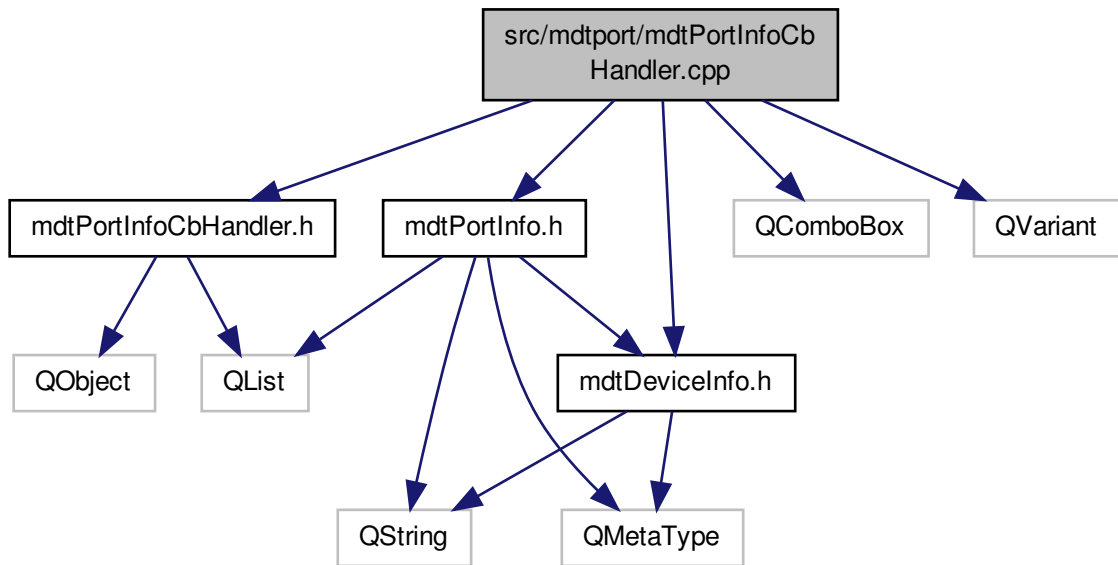 src/mdtport/mdtPortInfoCb
Handler.cpp
mdtPortInfoCbHandler.h
mdtPortInfo.h
QComboBox
QVariant
QObject
QList
mdtDeviceInfo.h
QString
QMetaType